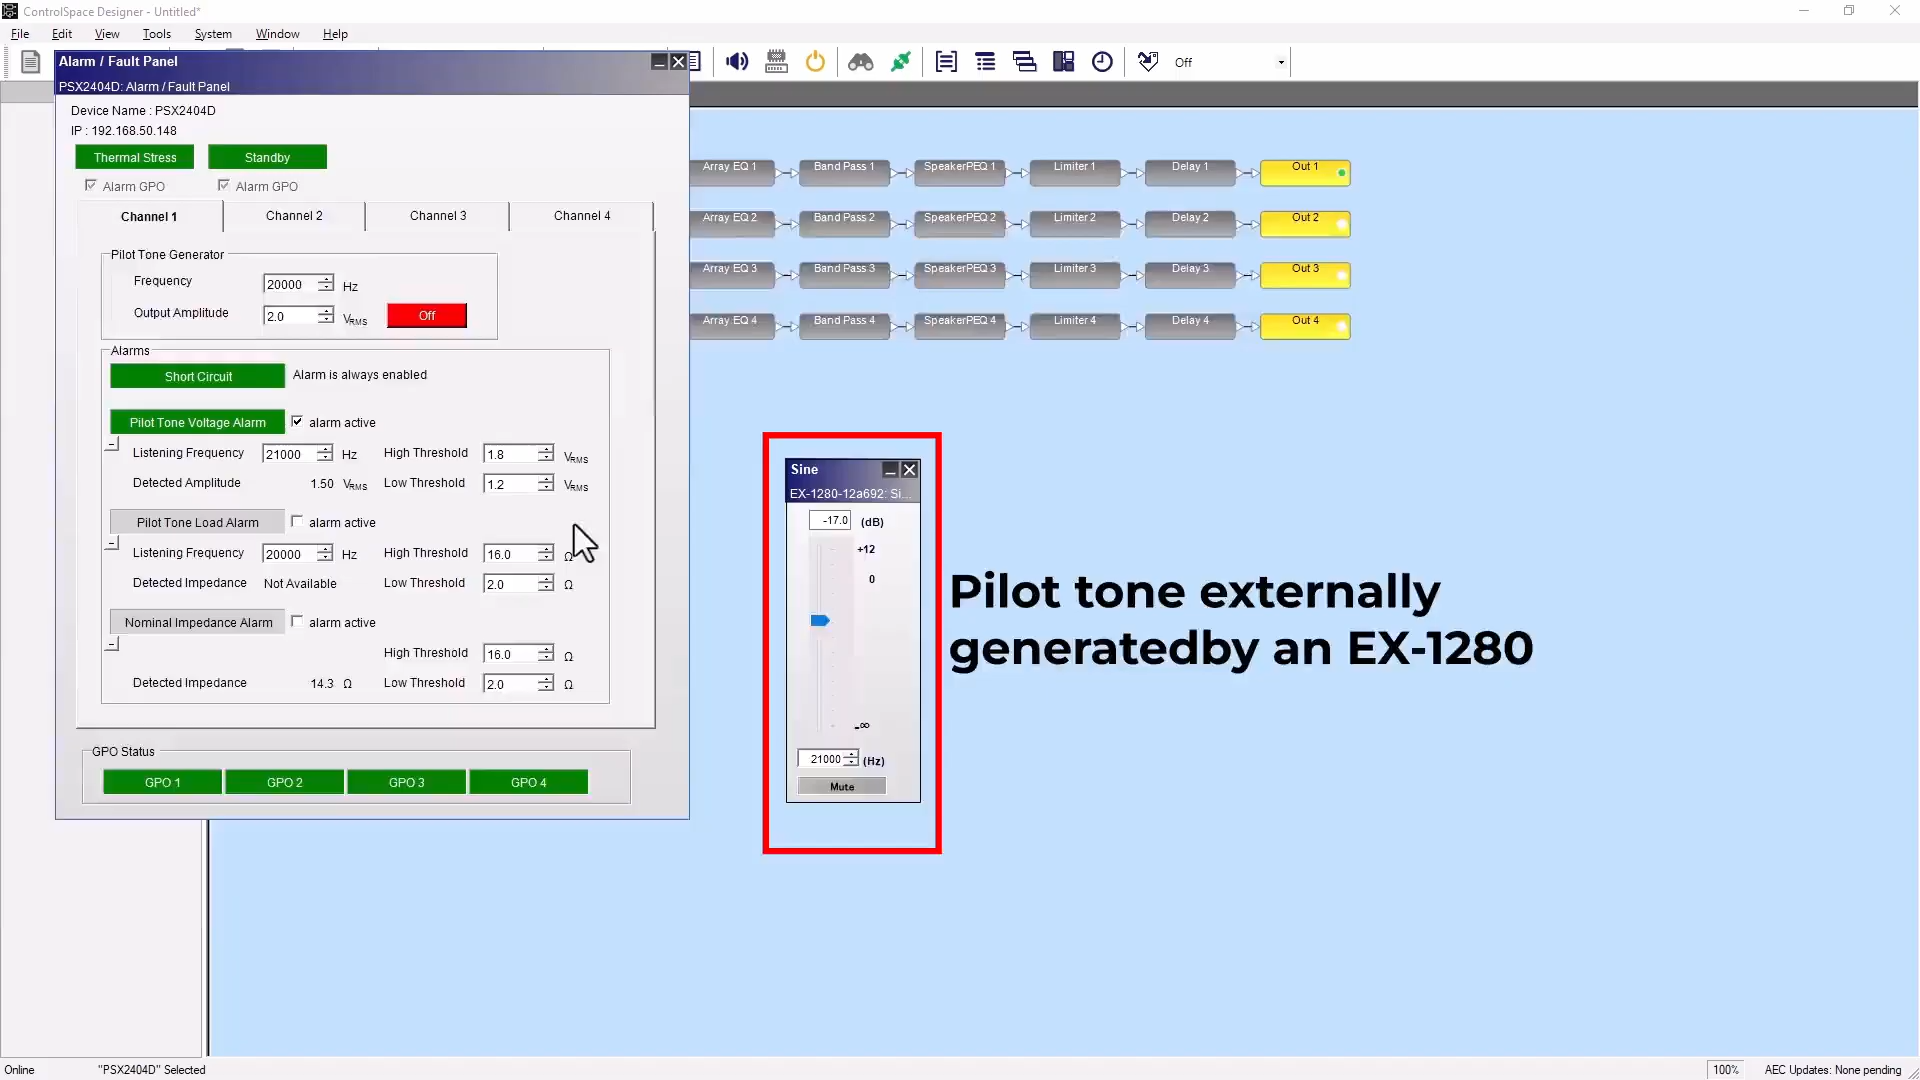 ControlSpace Designer - Untitled*
File Edit View Tools System Window Help
Off
Alarm / Fault Panel
PSX2404D: Alarm / Fault Panel
Device Name : PSX2404D
IP : 192.168.50.148
Thermal Stress Standby
Alarm GPO Alarm GPO
Channel 1 Channel 2 Channel 3 Channel 4
Pilot Tone Generator
Frequency 20000 Hz
Output Amplitude 2.0 VRMS Off
Alarms
Short Circuit Alarm is always enabled
Pilot Tone Voltage Alarm alarm active
Listening Frequency 21000 Hz High Threshold 1.8 VRMS
Detected Amplitude 1.50 VRMS Low Threshold 1.2 VRMS
Pilot Tone Load Alarm alarm active
Listening Frequency 20000 Hz High Threshold 16.0 Ω
Detected Impedance Not Available Low Threshold 2.0 Ω
Nominal Impedance Alarm alarm active
High Threshold 16.0 Ω
Detected Impedance 14.3 Ω Low Threshold 2.0 Ω
GPO Status
GPO 1 GPO 2 GPO 3 GPO 4
Array EQ 1 Band Pass 1 SpeakerPEQ 1 Limiter 1 Delay 1 Out 1
Array EQ 2 Band Pass 2 SpeakerPEQ 2 Limiter 2 Delay 2 Out 2
Array EQ 3 Band Pass 3 SpeakerPEQ 3 Limiter 3 Delay 3 Out 3
Array EQ 4 Band Pass 4 SpeakerPEQ 4 Limiter 4 Delay 4 Out 4
Sine
EX-1280-12a692: Si...
-17.0 (dB)
+12
0
-∞
21000 (Hz)
Mute
Pilot tone externally
generatedby an EX-1280
Online "PSX2404D" Selected 100% AEC Updates: None pending